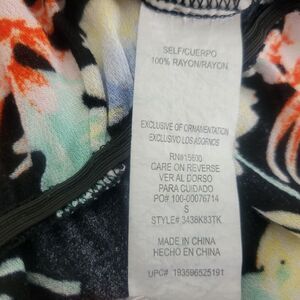 SELF/CUERPO
100% RAYON/RAYON
EXCLUSIVE OF ORNAMENTATION
EXCLUSIVO LOS ADORNOS
RN#15600
CARE ON REVERSE
VER AL DORSO
PARA CUIDADO
PO# 100-00076714
S
STYLE# 3438K83TK
MADE IN CHINA
HECHO EN CHINA
UPC# 193596525191